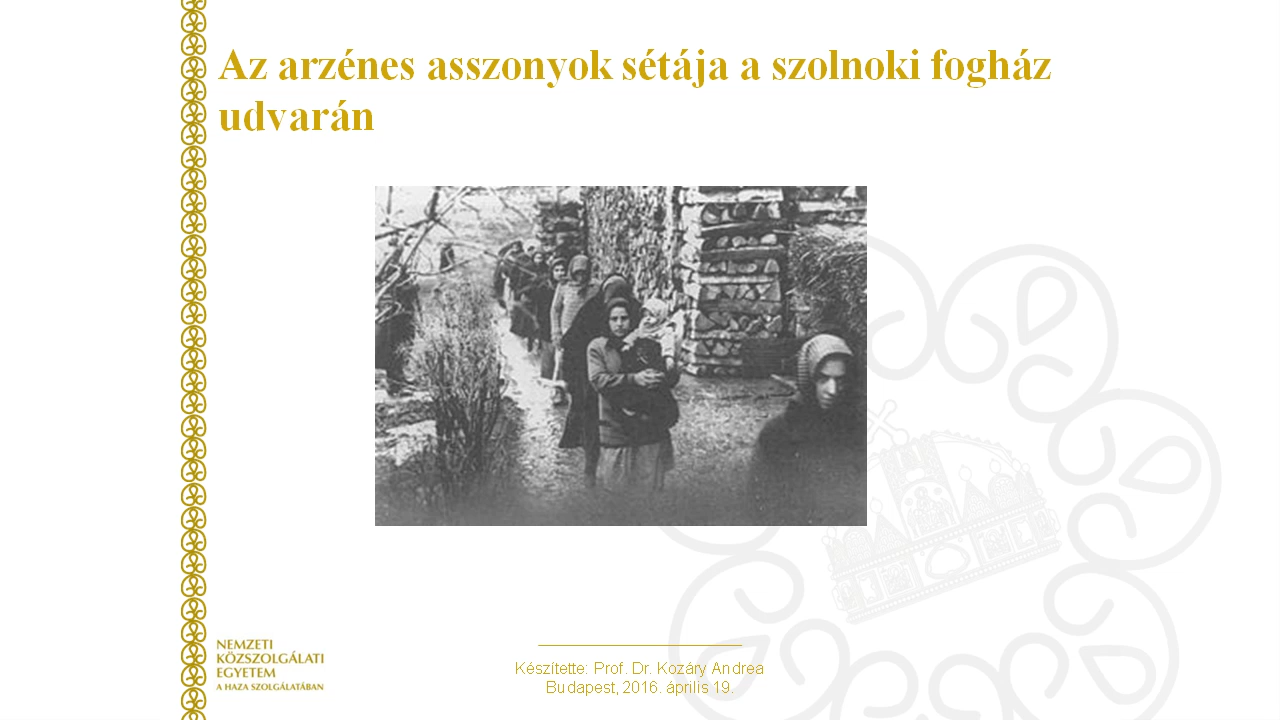 Az arzénes asszonyok sétája a szolnoki fogház
udvarán
NEMZETI
KÖZSZOLGÁLATI
EGYETEM
A HAZA SZOLGÁLATÁBAN
Készítette: Prof. Dr. Kozáry Andrea
Budapest, 2016. április 19.